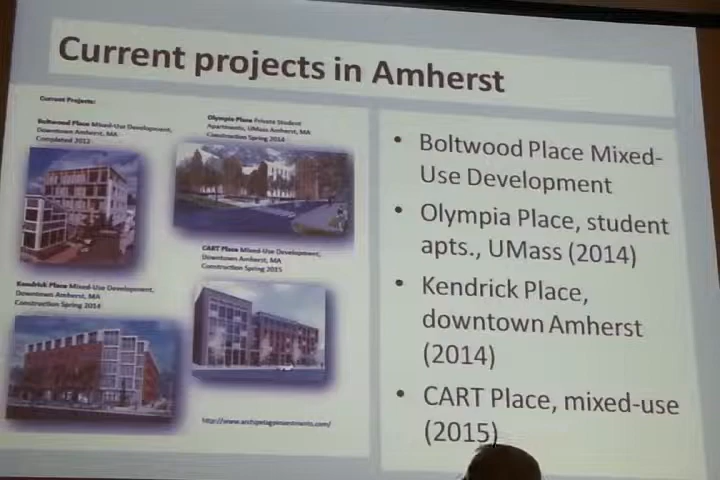 Current projects in Amherst
Current Projects:
Boltwood Place Mixed-Use Development,
Downtown Amherst, MA
Completed 2012
Olympia Place Private Student
Apartments, UMass Amherst, MA
Construction Spring 2014
CART Place Mixed-Use Development,
Downtown Amherst, MA
Construction Spring 2015
Kendrick Place Mixed-Use Development,
Downtown Amherst, MA
Construction Spring 2014
http://www.archipelagoinvestments.com/
• Boltwood Place Mixed-
Use Development
• Olympia Place, student
apts., UMass (2014)
• Kendrick Place,
downtown Amherst
(2014)
• CART Place, mixed-use
(2015)